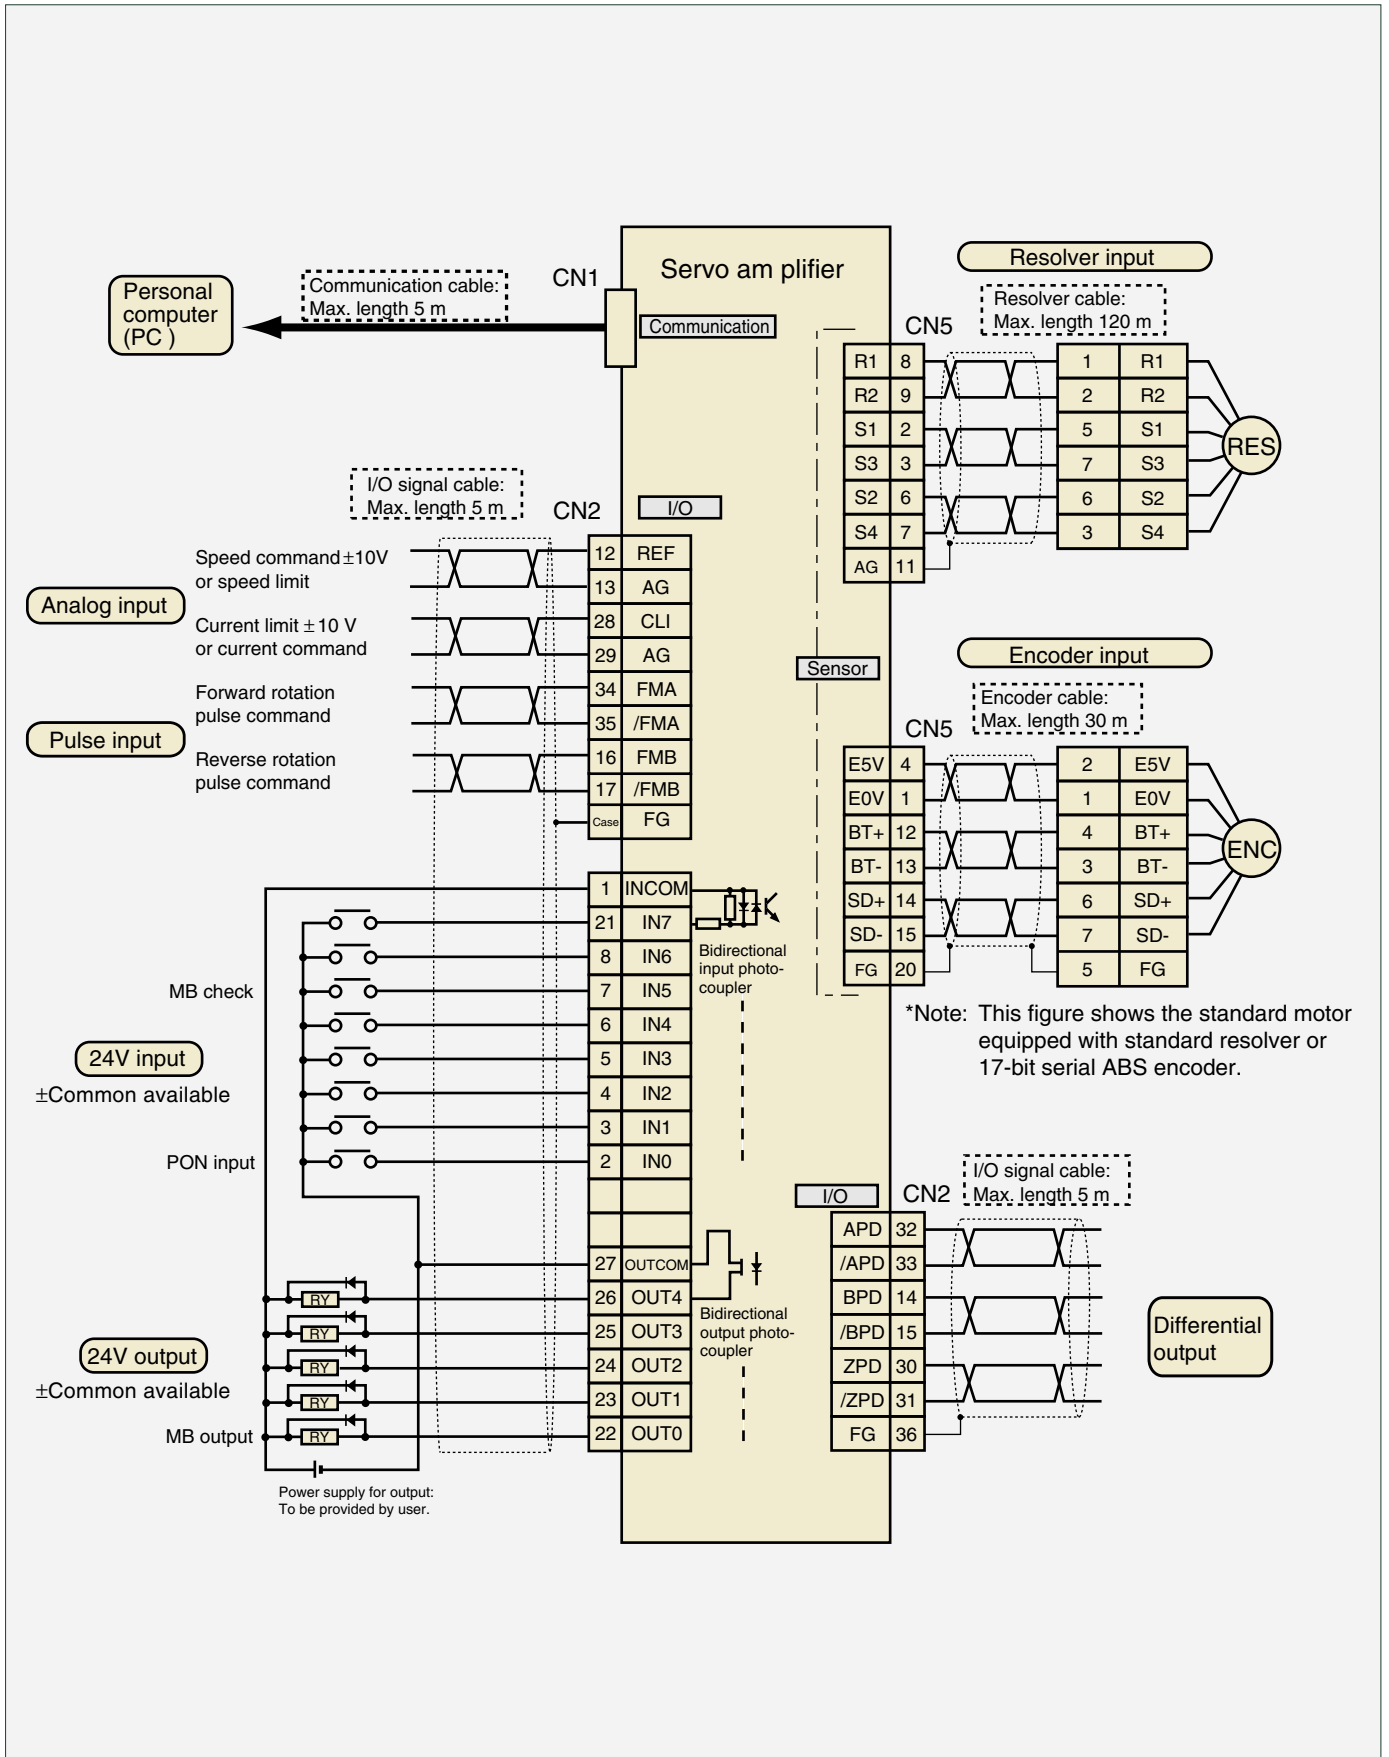 Servo am plifier
Personal
computer
(PC )
Communication cable:
Max. length 5 m
CN1
Communication
I/O signal cable:
Max. length 5 m
CN2
I/O
Analog input
Speed command±10V
or speed limit
Current limit ± 10 V
or current command
Pulse input
Forward rotation
pulse command
Reverse rotation
pulse command
12 REF
13 AG
28 CLI
29 AG
34 FMA
35 /FMA
16 FMB
17 /FMB
Case FG
1 INCOM
21 IN7
8 IN6
7 IN5
6 IN4
5 IN3
4 IN2
3 IN1
2 IN0
27 OUTCOM
26 OUT4
25 OUT3
24 OUT2
23 OUT1
22 OUT0
Bidirectional
input photo-
coupler
Bidirectional
output photo-
coupler
MB check
24V input
±Common available
PON input
RY
RY
RY
RY
RY
24V output
±Common available
MB output
Power supply for output:
To be provided by user.
Resolver input
Resolver cable:
Max. length 120 m
CN5
R1 8 1 R1
R2 9 2 R2
S1 2 5 S1
S3 3 7 S3
S2 6 6 S2
S4 7 3 S4
AG 11
RES
Sensor
Encoder input
Encoder cable:
Max. length 30 m
CN5
E5V 4 2 E5V
E0V 1 1 E0V
BT+ 12 4 BT+
BT- 13 3 BT-
SD+ 14 6 SD+
SD- 15 7 SD-
FG 20 5 FG
ENC
*Note: This figure shows the standard motor
equipped with standard resolver or
17-bit serial ABS encoder.
I/O
CN2
I/O signal cable:
Max. length 5 m
APD 32
/APD 33
BPD 14
/BPD 15
ZPD 30
/ZPD 31
FG 36
Differential
output